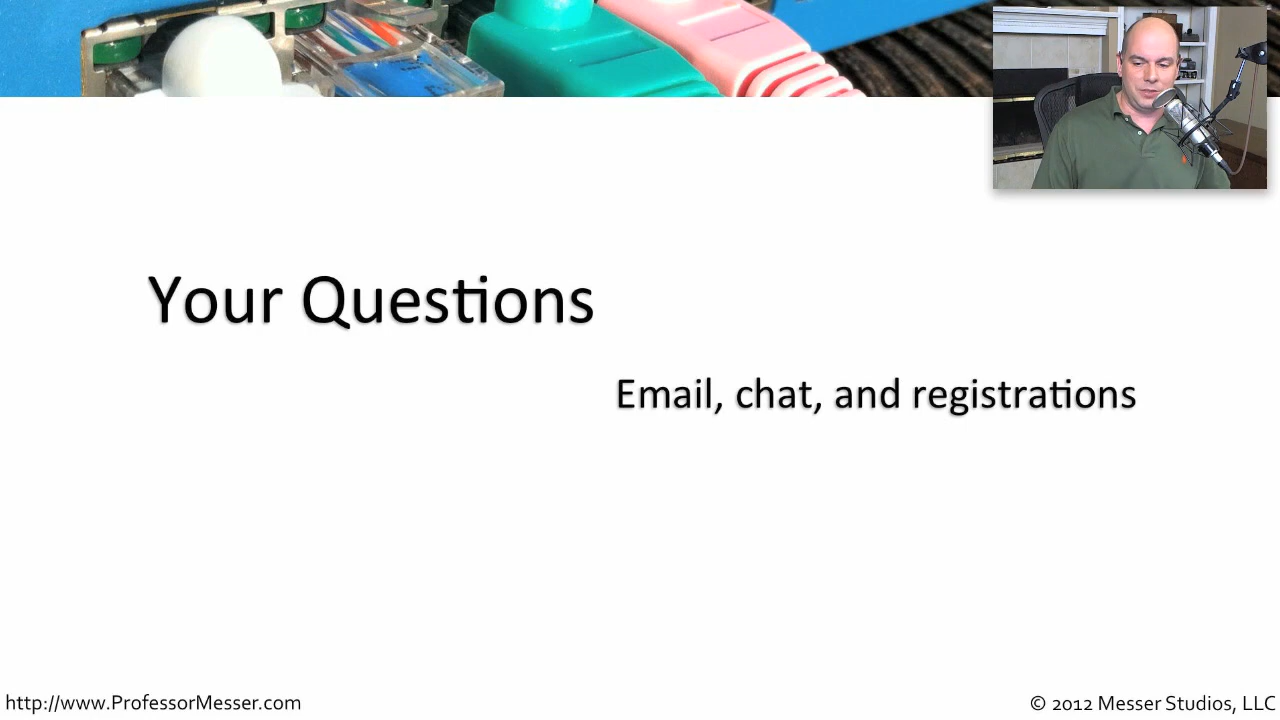 Your Questions
Email, chat, and registrations
http://www.ProfessorMesser.com
© 2012 Messer Studios, LLC